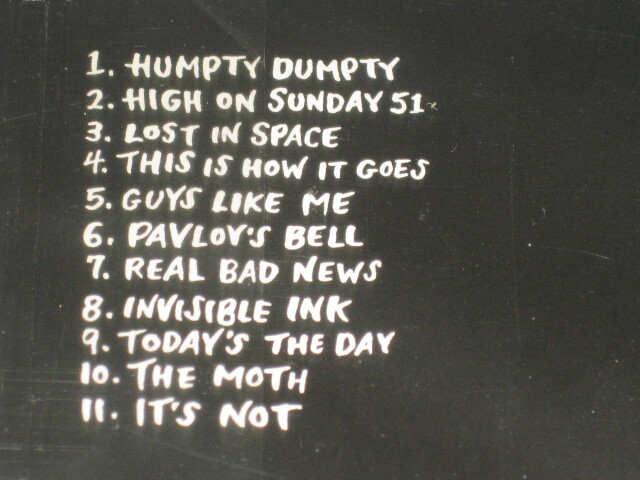 1. HUMPTY DUMPTY
2. HIGH ON SUNDAY 51
3. LOST IN SPACE
4. THIS IS HOW IT GOES
5. GUYS LIKE ME
6. PAVLOV'S BELL
7. REAL BAD NEWS
8. INVISIBLE INK
9. TODAY'S THE DAY
10. THE MOTH
11. IT'S NOT